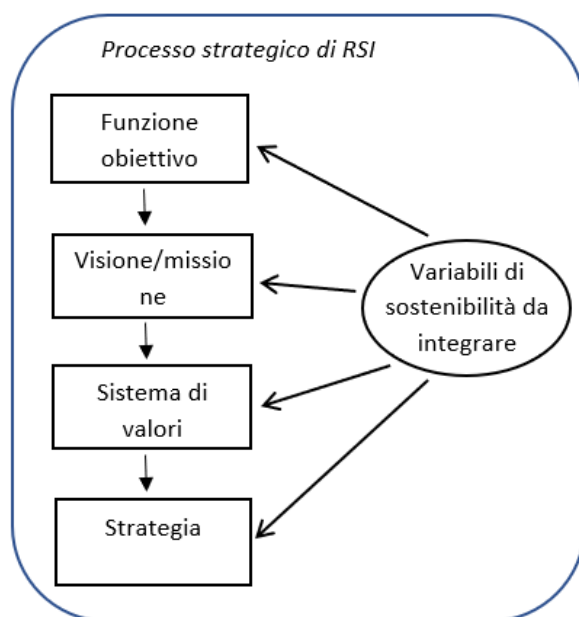 Processo strategico di RSI
Funzione
obiettivo
Visione/missio
ne
Variabili di
sostenibilità da
integrare
Sistema di
valori
Strategia